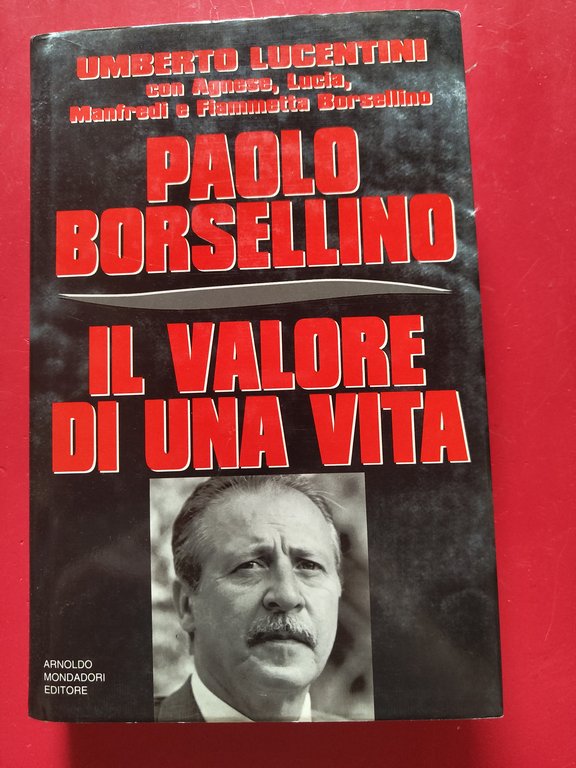 UMBERTO LUCENTINI
con Agnese, Lucia,
Manfredi e Fiammetta Borsellino
PAOLO
BORSELLINO
IL VALORE
DI UNA VITA
ARNOLDO
MONDADORI
EDITORE